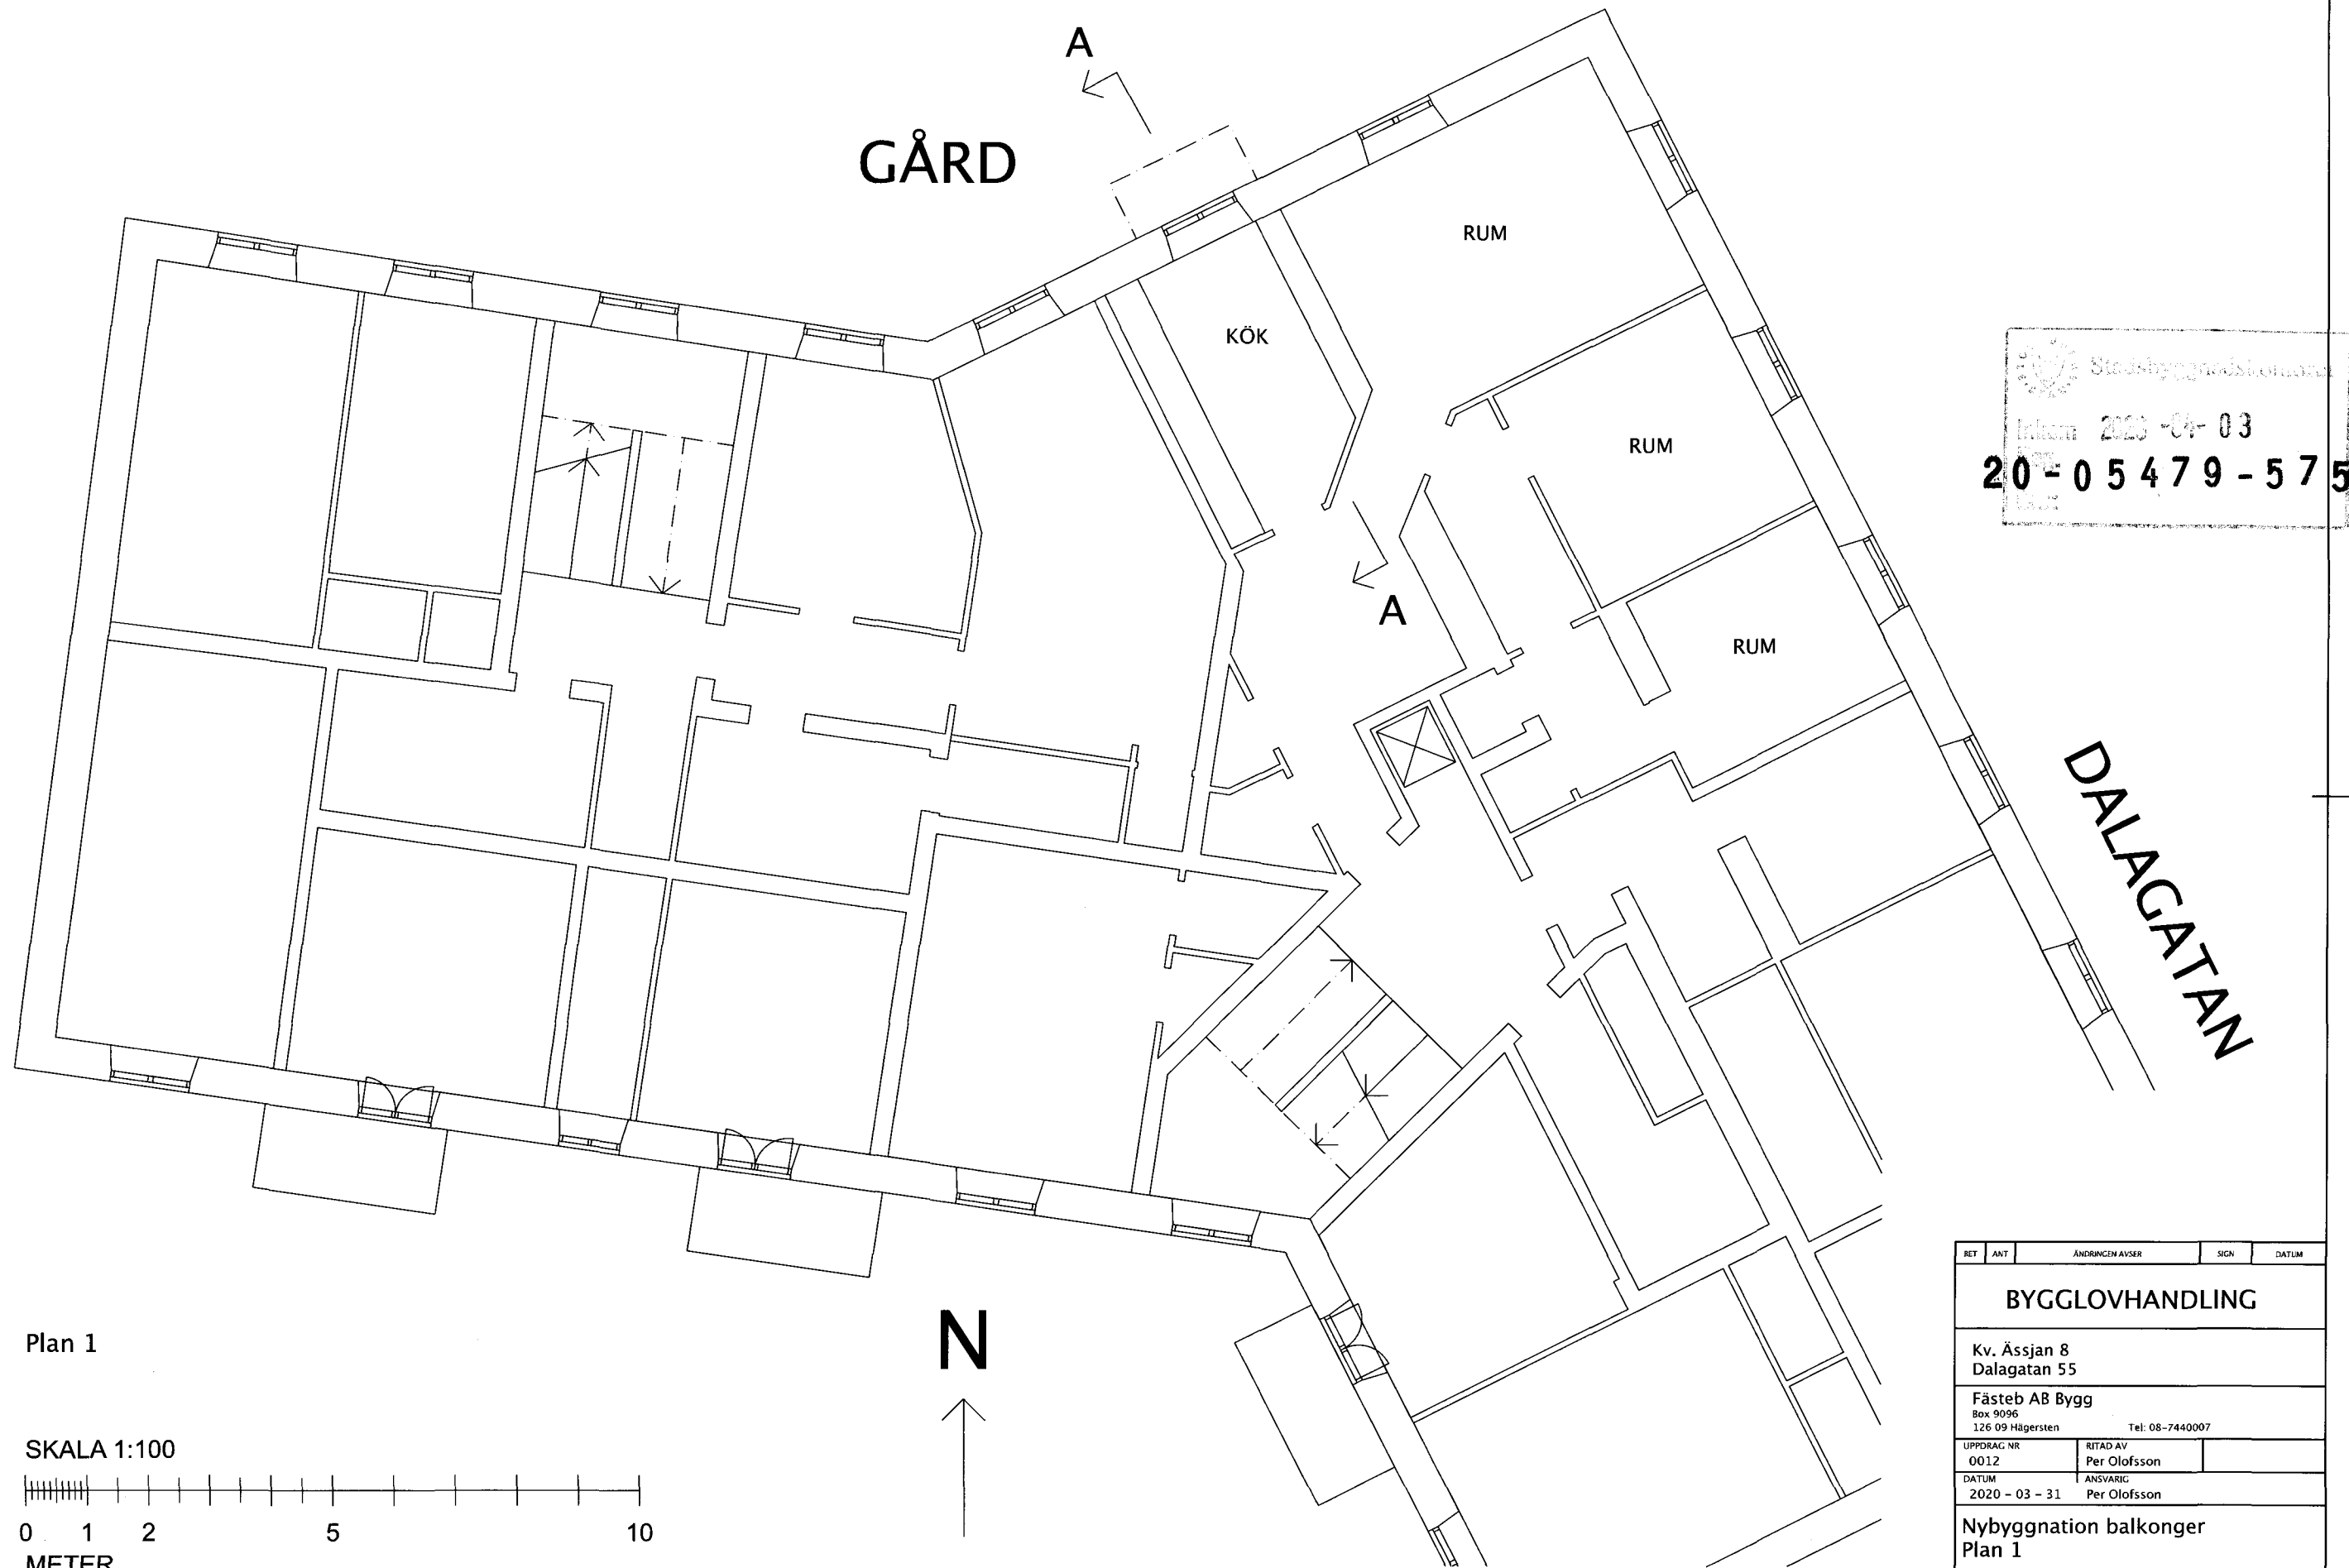 A
GÅRD
RUM
KÖK
RUM
A
RUM
Inkom 2020 -04- 03
20-05479-575
DALAGATAN
N
Plan 1
SKALA 1:100
0 1 2 5 10
METER
RET ANT ÄNDRINGEN AVSER SIGN DATUM
BYGGLOVHANDLING
Kv. Ässjan 8
Dalagatan 55
Fästeb AB Bygg
Box 9096
126 09 Hägersten Tel: 08-7440007
UPPDRAG NR RITAD AV
0012 Per Olofsson
DATUM ANSVARIG
2020 - 03 - 31 Per Olofsson
Nybyggnation balkonger
Plan 1